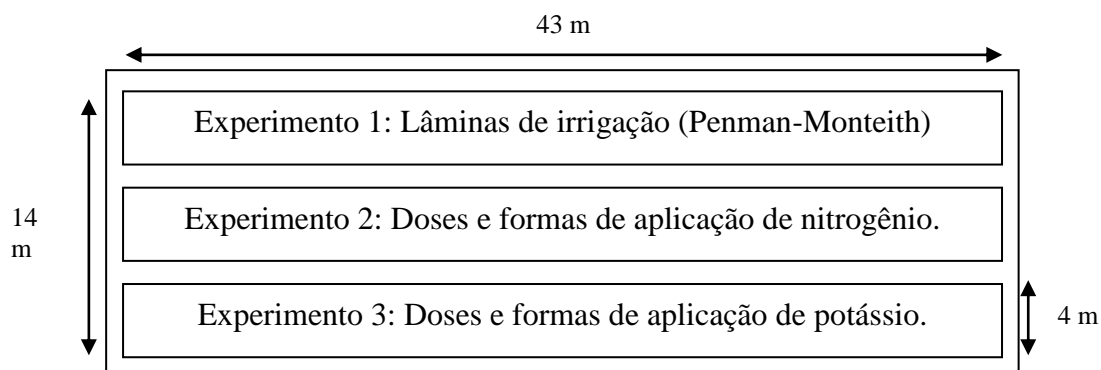 43 m
Experimento 1: Lâminas de irrigação (Penman-Monteith)
Experimento 2: Doses e formas de aplicação de nitrogênio.
14
m
Experimento 3: Doses e formas de aplicação de potássio.
4 m